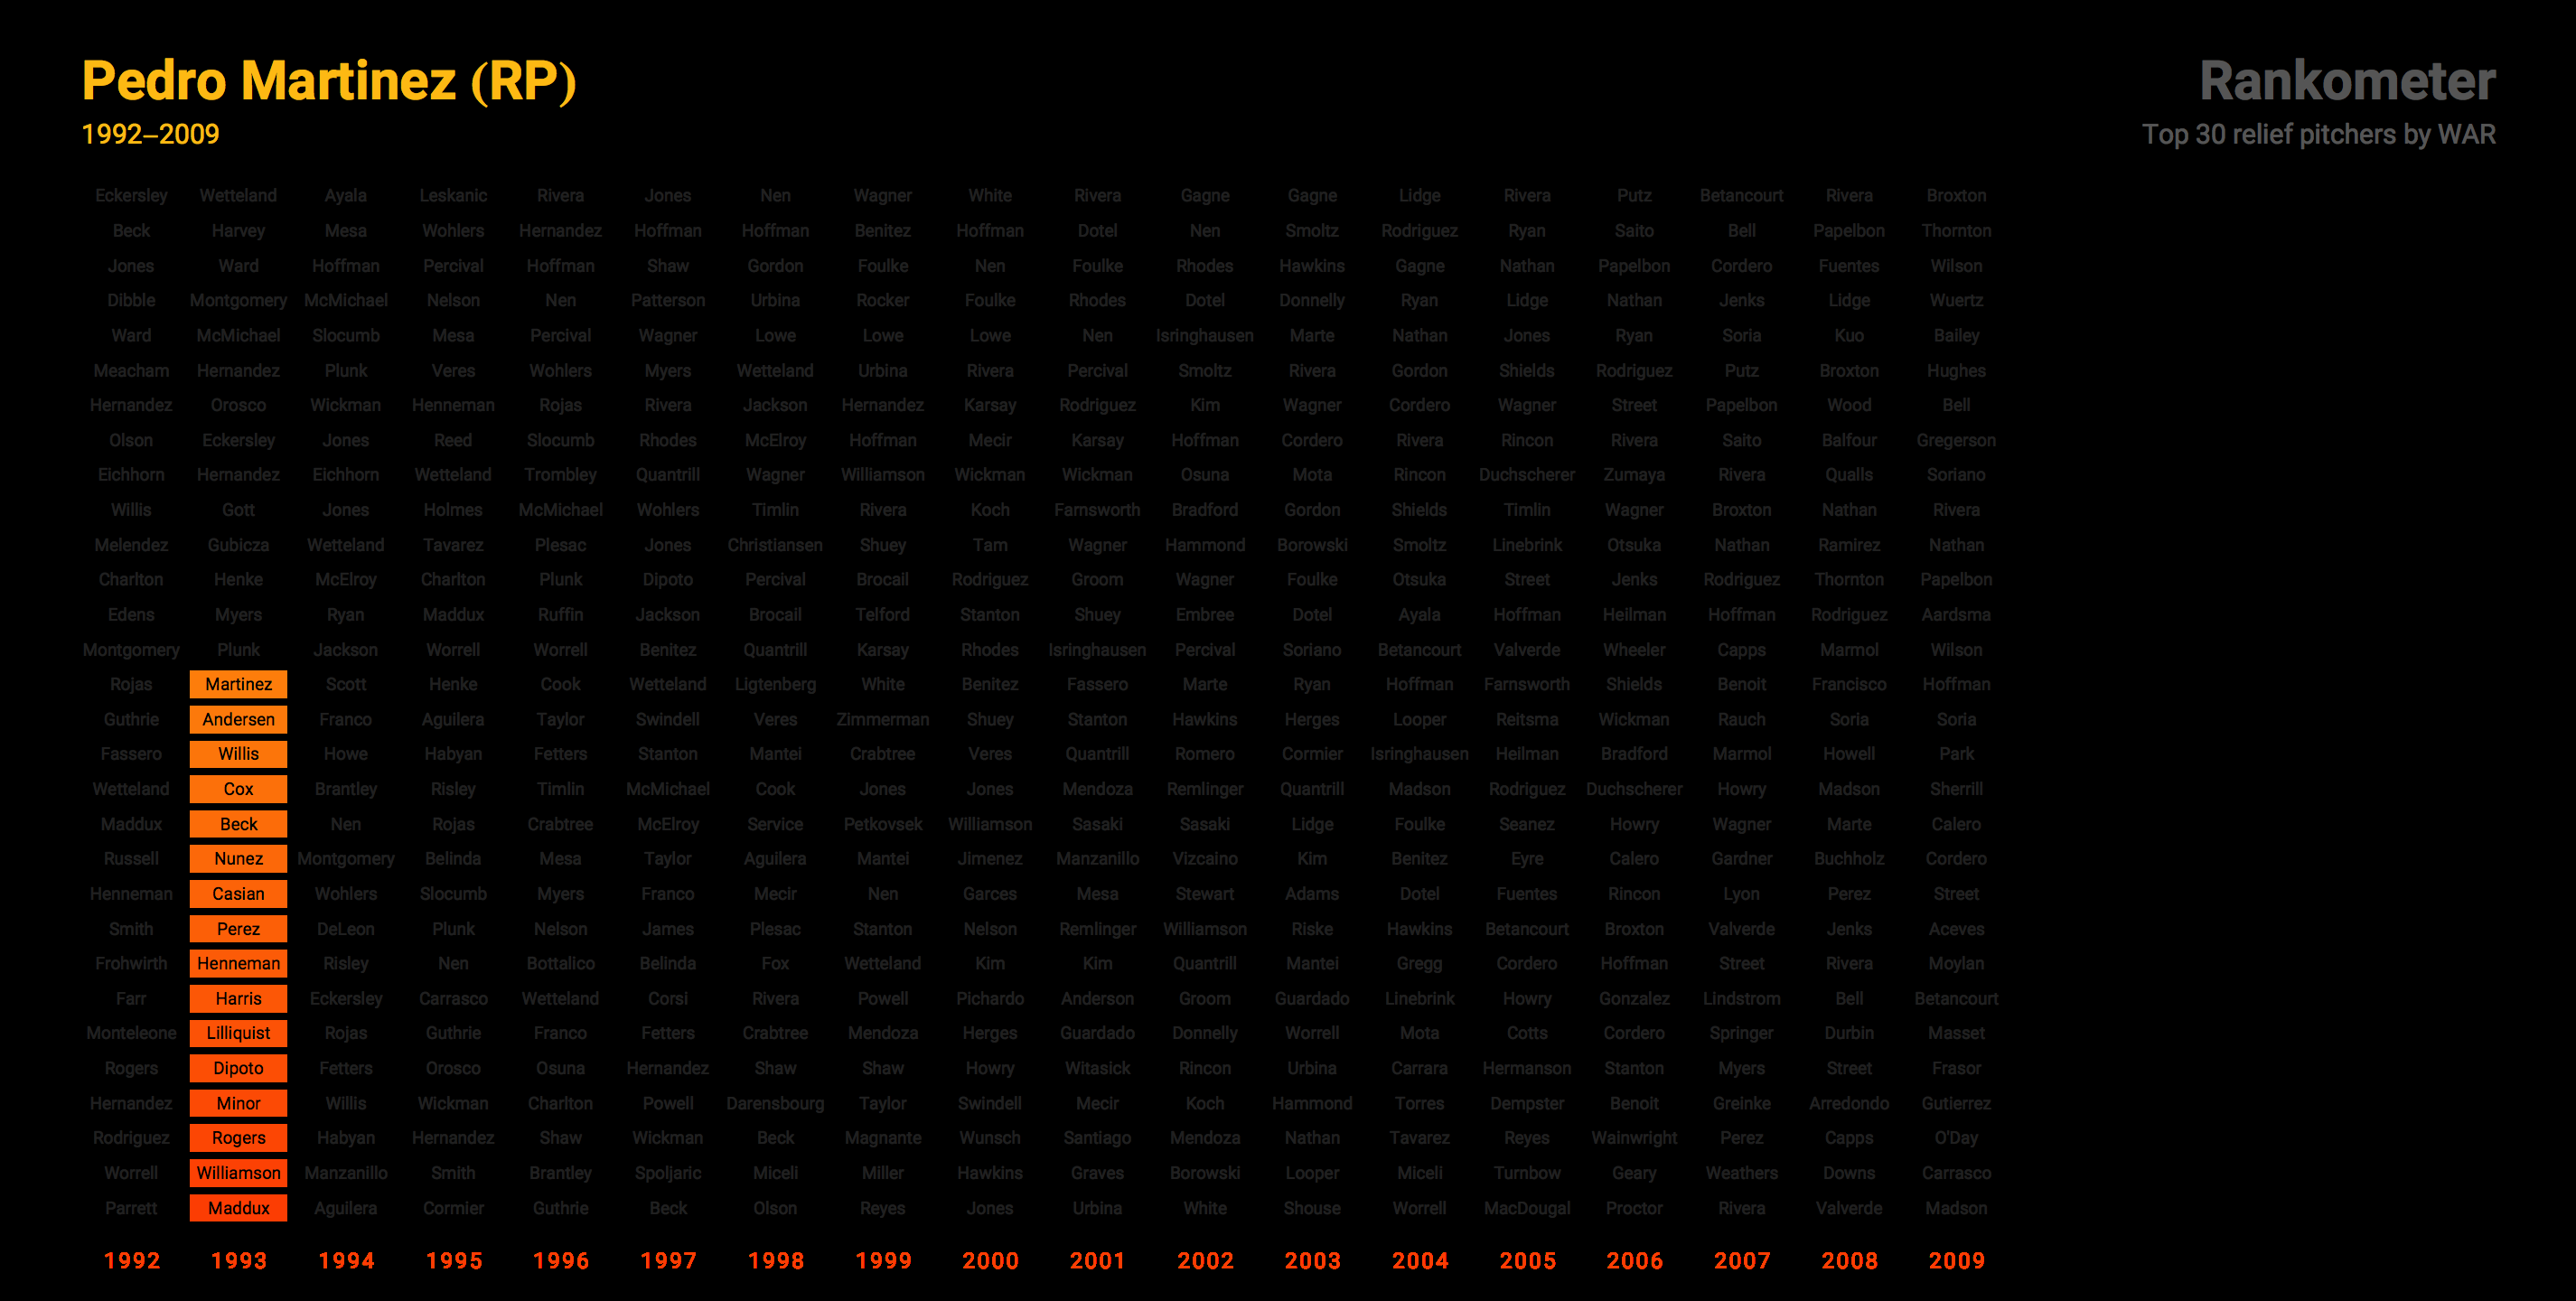 Pedro Martinez (RP)
1992–2009
Rankometer
Top 30 relief pitchers by WAR
Eckersley Wetteland Ayala Leskanic Rivera Jones Nen Wagner White Rivera Gagne Gagne Lidge Rivera Putz Betancourt Rivera Broxton
Beck Harvey Mesa Wohlers Hernandez Hoffman Hoffman Benitez Hoffman Dotel Nen Smoltz Rodriguez Ryan Saito Bell Papelbon Thornton
Jones Ward Hoffman Percival Hoffman Shaw Gordon Foulke Nen Foulke Rhodes Hawkins Gagne Nathan Papelbon Cordero Fuentes Wilson
Dibble Montgomery McMichael Nelson Nen Patterson Urbina Rocker Foulke Rhodes Dotel Donnelly Ryan Lidge Nathan Jenks Lidge Wuertz
Ward McMichael Slocumb Mesa Percival Wagner Lowe Lowe Lowe Nen Isringhausen Marte Nathan Jones Ryan Soria Kuo Bailey
Meacham Hernandez Plunk Veres Wohlers Myers Wetteland Urbina Rivera Percival Smoltz Rivera Gordon Shields Rodriguez Putz Broxton Hughes
Hernandez Orosco Wickman Henneman Rojas Rivera Jackson Hernandez Karsay Rodriguez Kim Wagner Cordero Wagner Street Papelbon Wood Bell
Olson Eckersley Jones Reed Slocumb Rhodes McElroy Hoffman Mecir Karsay Hoffman Cordero Rivera Rincon Rivera Saito Balfour Gregerson
Eichhorn Hernandez Eichhorn Wetteland Trombley Quantrill Wagner Williamson Wickman Wickman Osuna Mota Rincon Duchscherer Zumaya Rivera Qualls Soriano
Willis Gott Jones Holmes McMichael Wohlers Timlin Rivera Koch Farnsworth Bradford Gordon Shields Timlin Wagner Broxton Nathan Rivera
Melendez Gubicza Wetteland Tavarez Plesac Jones Christiansen Shuey Tam Wagner Hammond Borowski Smoltz Linebrink Otsuka Nathan Ramirez Nathan
Charlton Henke McElroy Charlton Plunk Dipoto Percival Brocail Rodriguez Groom Wagner Foulke Otsuka Street Jenks Rodriguez Thornton Papelbon
Edens Myers Ryan Maddux Ruffin Jackson Brocail Telford Stanton Shuey Embree Dotel Ayala Hoffman Heilman Hoffman Rodriguez Aardsma
Montgomery Plunk Jackson Worrell Worrell Benitez Quantrill Karsay Rhodes Isringhausen Percival Soriano Betancourt Valverde Wheeler Capps Marmol Wilson
Rojas Martinez Scott Henke Cook Wetteland Ligtenberg White Benitez Fassero Marte Ryan Hoffman Farnsworth Shields Benoit Francisco Hoffman
Guthrie Andersen Franco Aguilera Taylor Swindell Veres Zimmerman Shuey Stanton Hawkins Herges Looper Reitsma Wickman Rauch Soria Soria
Fassero Willis Howe Habyan Fetters Stanton Mantei Crabtree Veres Quantrill Romero Cormier Isringhausen Heilman Bradford Marmol Howell Park
Wetteland Cox Brantley Risley Timlin McMichael Cook Jones Jones Mendoza Remlinger Quantrill Madson Rodriguez Duchscherer Howry Madson Sherrill
Maddux Beck Nen Rojas Crabtree McElroy Service Petkovsek Williamson Sasaki Sasaki Lidge Foulke Seanez Howry Wagner Marte Calero
Russell Nunez Montgomery Belinda Mesa Taylor Aguilera Mantei Jimenez Manzanillo Vizcaino Kim Benitez Eyre Calero Gardner Buchholz Cordero
Henneman Casian Wohlers Slocumb Myers Franco Mecir Nen Garces Mesa Stewart Adams Dotel Fuentes Rincon Lyon Perez Street
Smith Perez DeLeon Plunk Nelson James Plesac Stanton Nelson Remlinger Williamson Riske Hawkins Betancourt Broxton Valverde Jenks Aceves
Frohwirth Henneman Risley Nen Bottalico Belinda Fox Wetteland Kim Kim Quantrill Mantei Gregg Cordero Hoffman Street Rivera Moylan
Farr Harris Eckersley Carrasco Wetteland Corsi Rivera Powell Pichardo Anderson Groom Guardado Linebrink Howry Gonzalez Lindstrom Bell Betancourt
Monteleone Lilliquist Rojas Guthrie Franco Fetters Crabtree Mendoza Herges Guardado Donnelly Worrell Mota Cotts Cordero Springer Durbin Masset
Rogers Dipoto Fetters Orosco Osuna Hernandez Shaw Shaw Howry Witasick Rincon Urbina Carrara Hermanson Stanton Myers Street Frasor
Hernandez Minor Willis Wickman Charlton Powell Darensbourg Taylor Swindell Mecir Koch Hammond Torres Dempster Benoit Greinke Arredondo Gutierrez
Rodriguez Rogers Habyan Hernandez Shaw Wickman Beck Magnante Wunsch Santiago Mendoza Nathan Tavarez Reyes Wainwright Perez Capps O'Day
Worrell Williamson Manzanillo Smith Brantley Spoljaric Miceli Miller Hawkins Graves Borowski Looper Miceli Turnbow Geary Weathers Downs Carrasco
Parrett Maddux Aguilera Cormier Guthrie Beck Olson Reyes Jones Urbina White Shouse Worrell MacDougal Proctor Rivera Valverde Madson
1992 1993 1994 1995 1996 1997 1998 1999 2000 2001 2002 2003 2004 2005 2006 2007 2008 2009